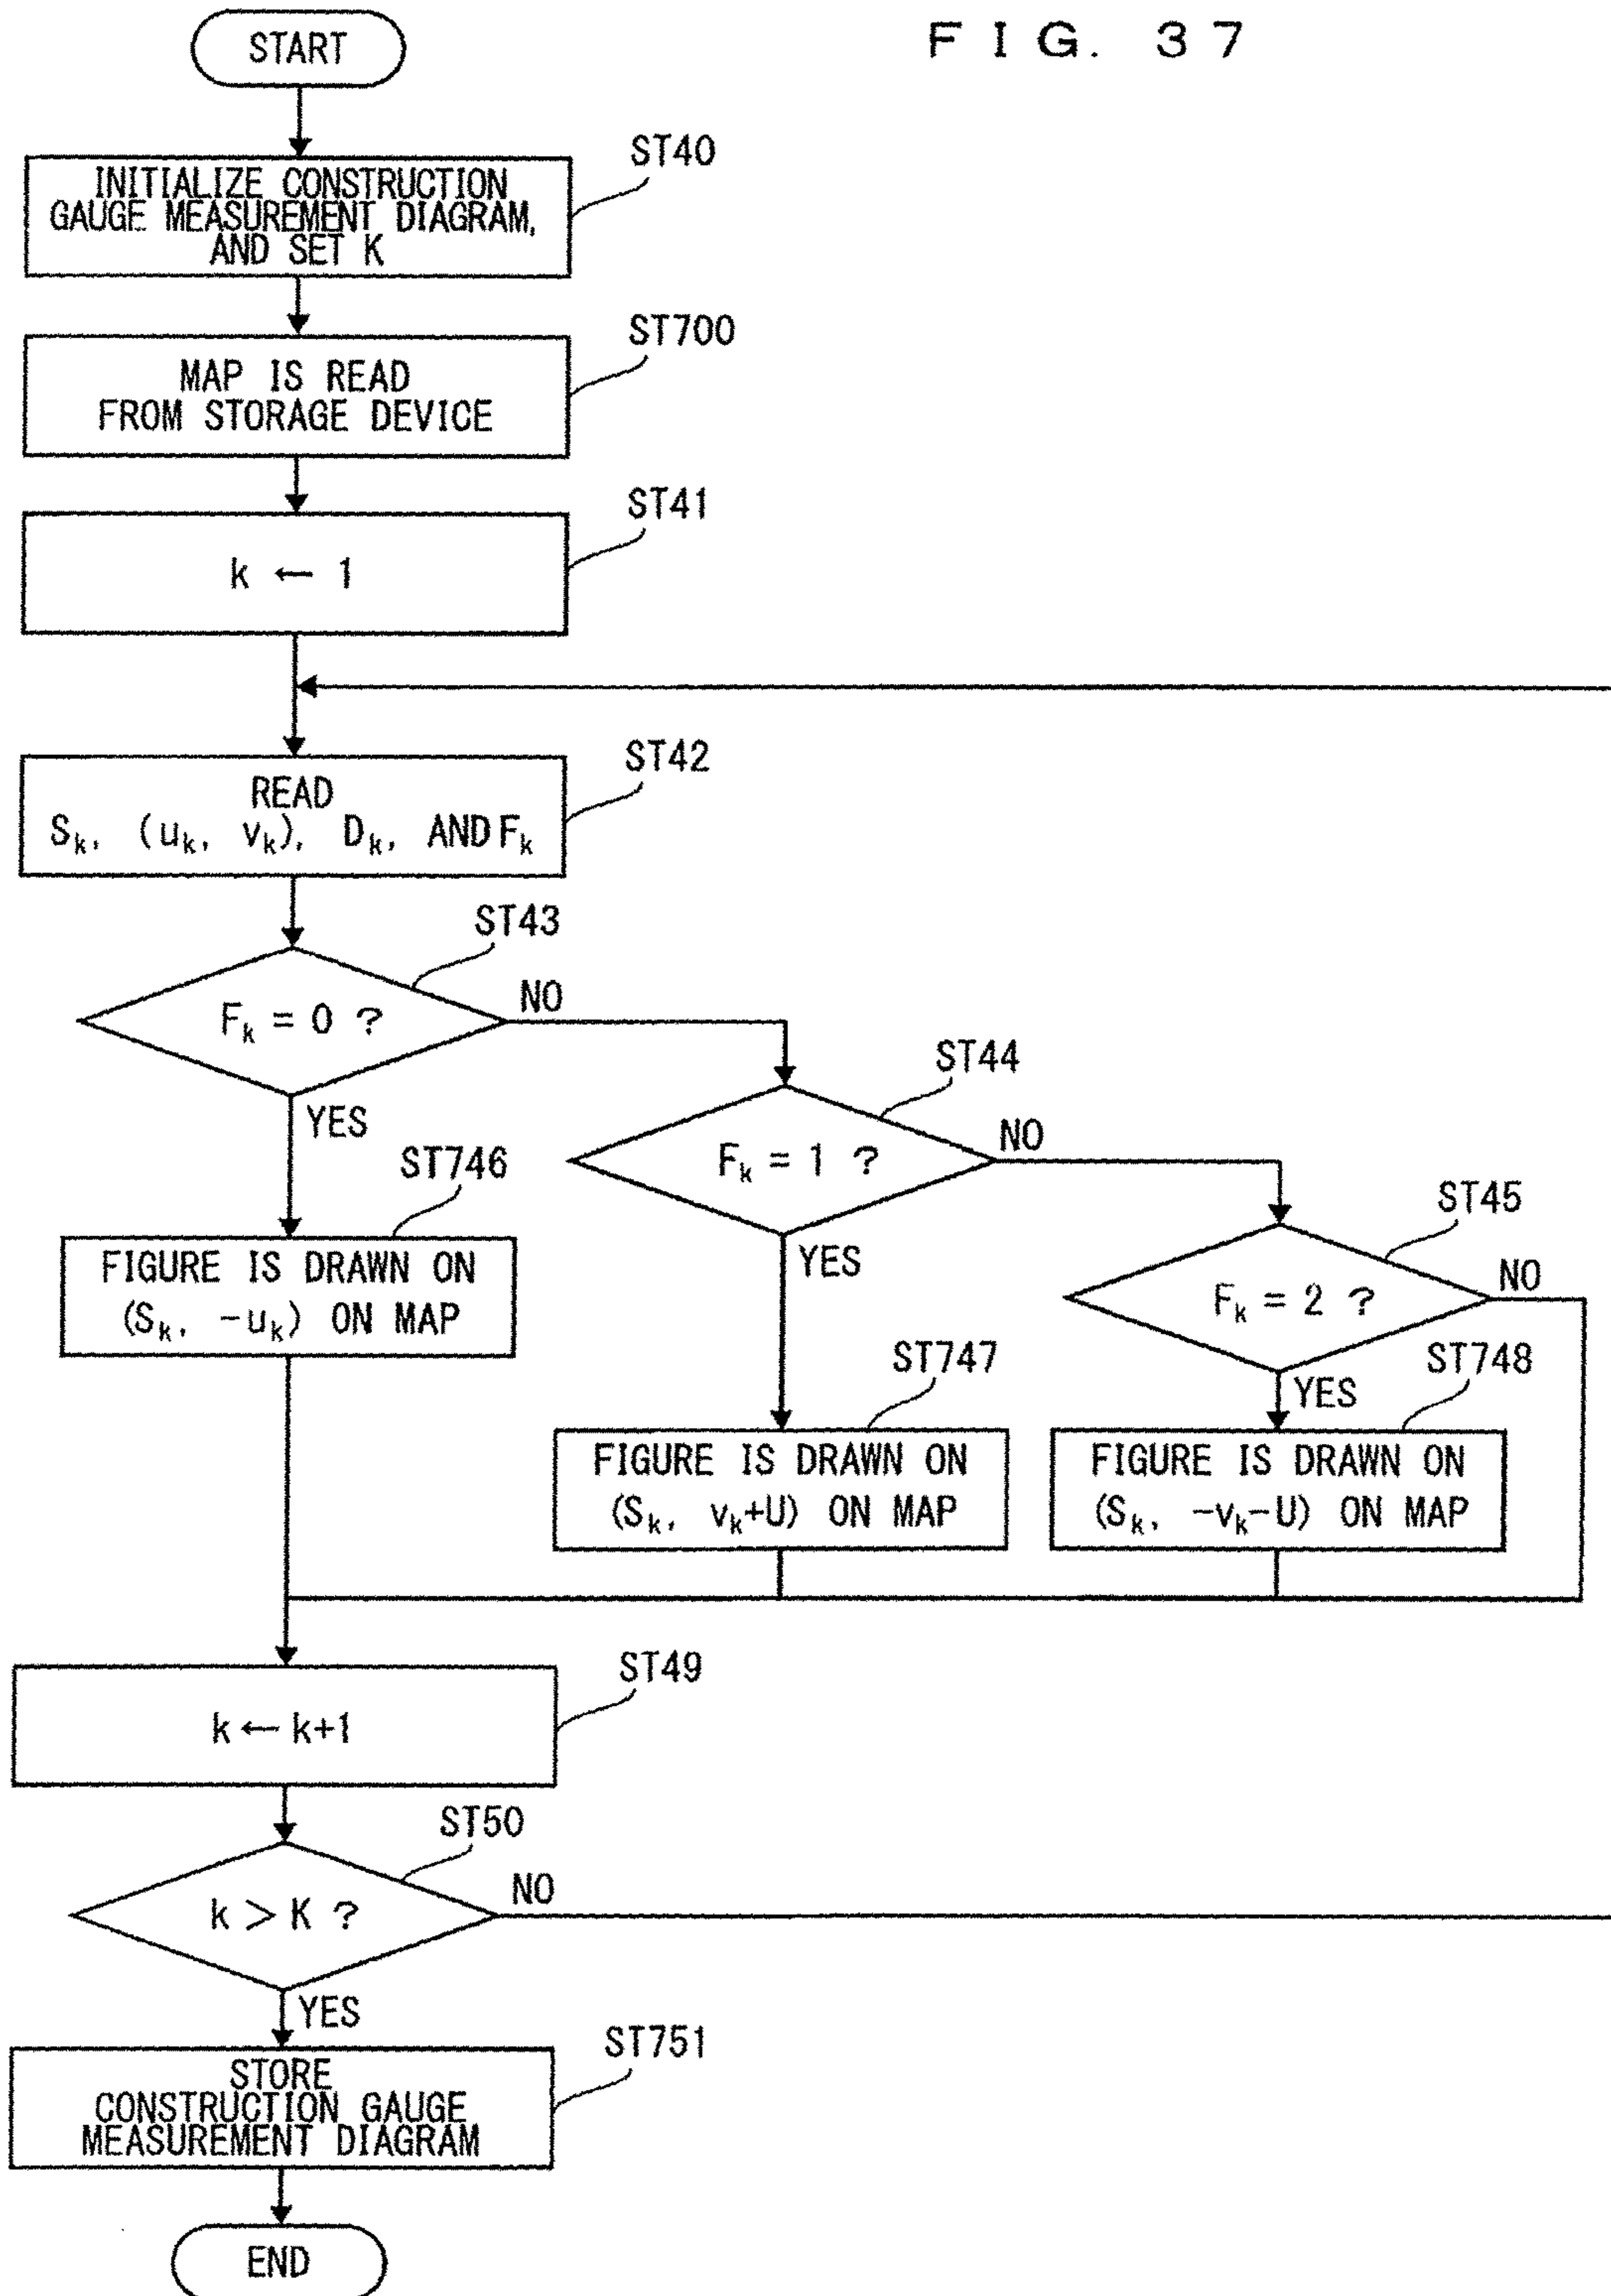 FIG. 37
START
ST40
INITIALIZE CONSTRUCTION
GAUGE MEASUREMENT DIAGRAM,
AND SET K
ST700
MAP IS READ
FROM STORAGE DEVICE
ST41
k ← 1
ST42
READ
Sₖ, (uₖ, vₖ), Dₖ, AND Fₖ
ST43
Fₖ = 0 ?
NO
YES
ST44
Fₖ = 1 ?
NO
YES
ST45
Fₖ = 2 ?
NO
YES
ST746
FIGURE IS DRAWN ON
(Sₖ, -uₖ) ON MAP
ST747
FIGURE IS DRAWN ON
(Sₖ, vₖ+U) ON MAP
ST748
FIGURE IS DRAWN ON
(Sₖ, -vₖ-U) ON MAP
ST49
k ← k+1
ST50
k > K ?
NO
YES
ST751
STORE
CONSTRUCTION GAUGE
MEASUREMENT DIAGRAM
END